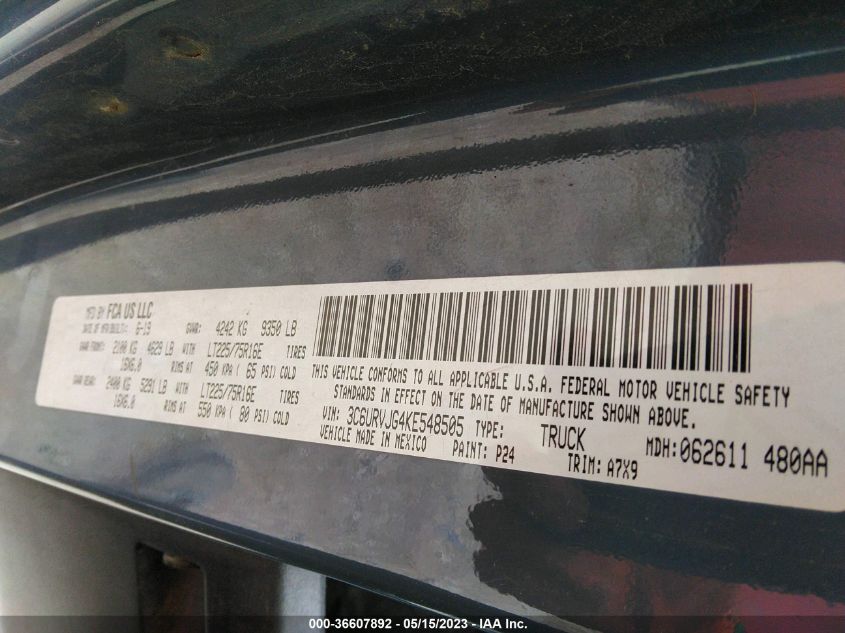 MFD BY FCA US LLC
DATE OF MFR/BUILT: 6-19 GVWR: 4242 KG 9350 LB
GAWR FRONT: 2100 KG 4629 LB WITH LT225/75R16E TIRES
16X6.0 RIMS AT 450 KPA ( 65 PSI) COLD
GAWR REAR: 2400 KG 5291 LB WITH LT225/75R16E TIRES
16X6.0 RIMS AT 550 KPA ( 80 PSI) COLD
THIS VEHICLE CONFORMS TO ALL APPLICABLE U.S.A. FEDERAL MOTOR VEHICLE SAFETY
STANDARDS IN EFFECT ON THE DATE OF MANUFACTURE SHOWN ABOVE.
VIN: 3C6URVJG4KE548505 TYPE: TRUCK MDH:062611 480AA
VEHICLE MADE IN MEXICO PAINT: P24 TRIM: A7X9
000-36607892 - 05/15/2023 - IAA Inc.